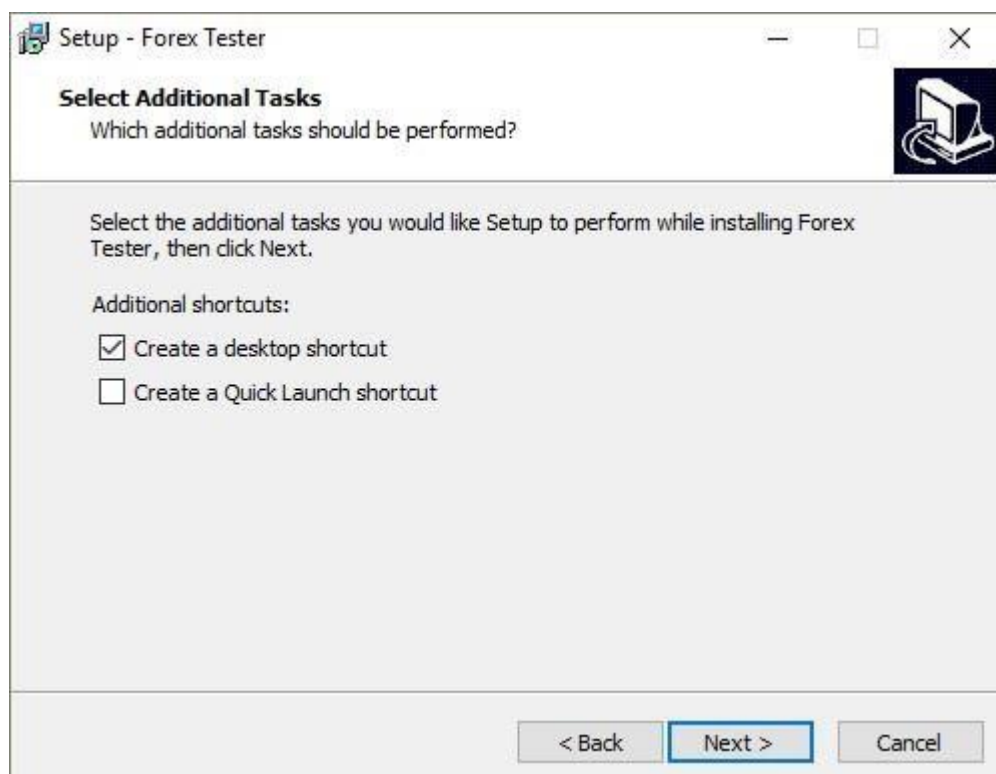 Setup - Forex Tester
Select Additional Tasks
Which additional tasks should be performed?
Select the additional tasks you would like Setup to perform while installing Forex
Tester, then click Next.
Additional shortcuts:
Create a desktop shortcut
Create a Quick Launch shortcut
< Back
Next >
Cancel